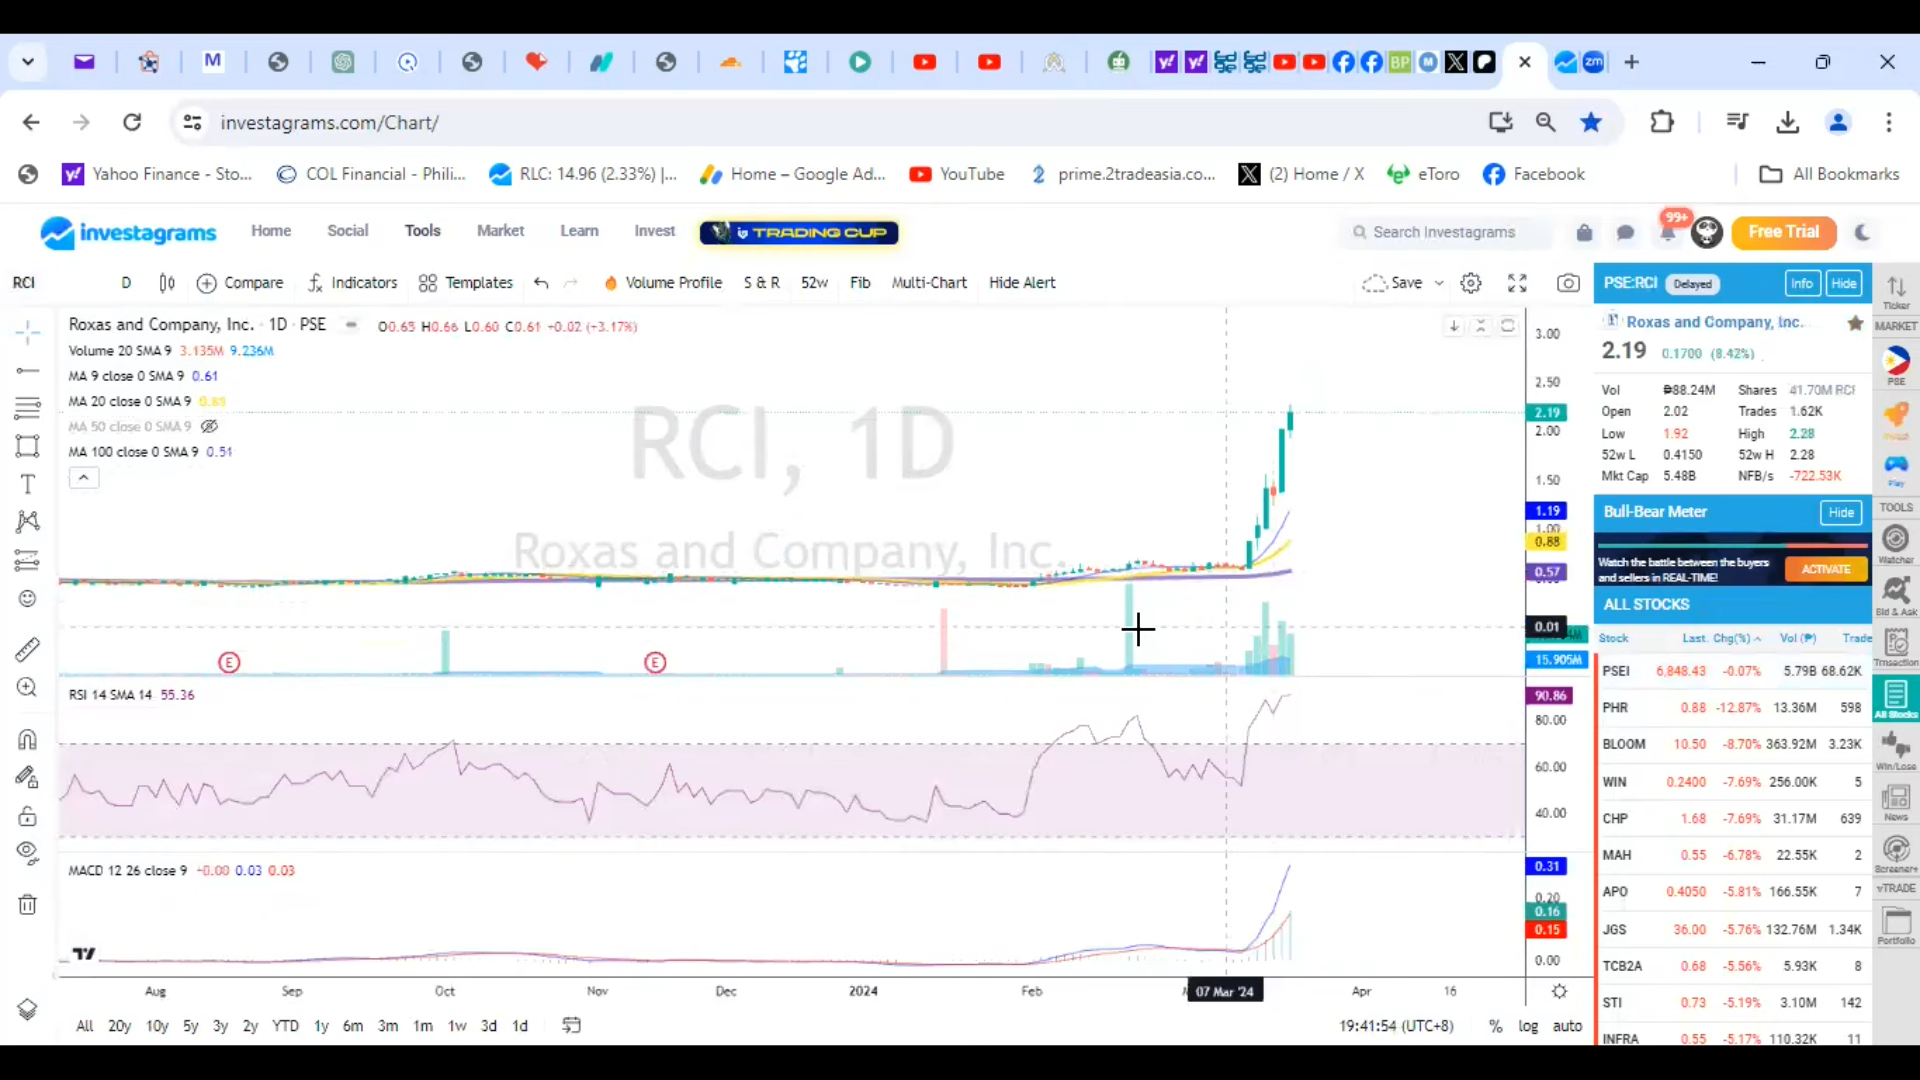 investagrams.com/Chart/
Yahoo Finance - Sto... COL Financial - Phili... RLC: 14.96 (2.33%) |... Home – Google Ad... YouTube prime.2tradeasia.co... (2) Home / X eToro Facebook All Bookmarks
investagrams Home Social Tools Market Learn Invest TRADING CUP Search Investagrams 99+ Free Trial
RCI D Compare Indicators Templates Volume Profile S & R 52w Fib Multi-Chart Hide Alert Save
PSE:RCI Delayed Info Hide
Roxas and Company, Inc. · 1D · PSE O0.65 H0.66 L0.60 C0.61 +0.02 (+3.17%)
Volume 20 SMA 9 3.135M 9.236M
MA 9 close 0 SMA 9 0.61
MA 20 close 0 SMA 9
MA 50 close 0 SMA 9
MA 100 close 0 SMA 9 0.51
RCI, 1D
Roxas and Company, Inc.
3.00
2.50
2.19
2.00
1.50
1.19
1.00
0.88
0.57
0.01
15.905M
E E
RSI 14 SMA 14 55.36
90.86
80.00
60.00
40.00
MACD 12 26 close 9 -0.00 0.03 0.03
0.31
0.20
0.16
0.15
0.00
Aug Sep Oct Nov Dec 2024 Feb 07 Mar '24 Apr 16
All 20y 10y 5y 3y 2y YTD 1y 6m 3m 1m 1w 3d 1d 19:41:54 (UTC+8) % log auto
Roxas and Company, Inc.
2.19 0.1700 (8.42%)
Vol ₱88.24M Shares 41.70M RCI
Open 2.02 Trades 1.62K
Low 1.92 High 2.28
52w L 0.4150 52w H 2.28
Mkt Cap 5.48B NFB/s -722.53K
Bull-Bear Meter Hide
Watch the battle between the buyers
and sellers in REAL-TIME! ACTIVATE
ALL STOCKS
Stock Last Chg(%) Vol (₱) Trade
PSEI 6,848.43 -0.07% 5.79B 68.62K
PHR 0.88 -12.87% 13.36M 598
BLOOM 10.50 -8.70% 363.92M 3.23K
WIN 0.2400 -7.69% 256.00K 5
CHP 1.68 -7.69% 31.17M 639
MAH 0.55 -6.78% 22.55K 2
APO 0.4050 -5.81% 166.55K 7
JGS 36.00 -5.76% 132.76M 1.34K
TCB2A 0.68 -5.56% 5.93K 8
STI 0.73 -5.19% 3.10M 142
INFRA 0.55 -5.17% 110.32K 11
Ticker
MARKET
PSE
Play
TOOLS
Watcher
Bid & Ask
Trnsaction
All Stocks
Win/Lose
News
Screener+
vTRADE
Portfolio